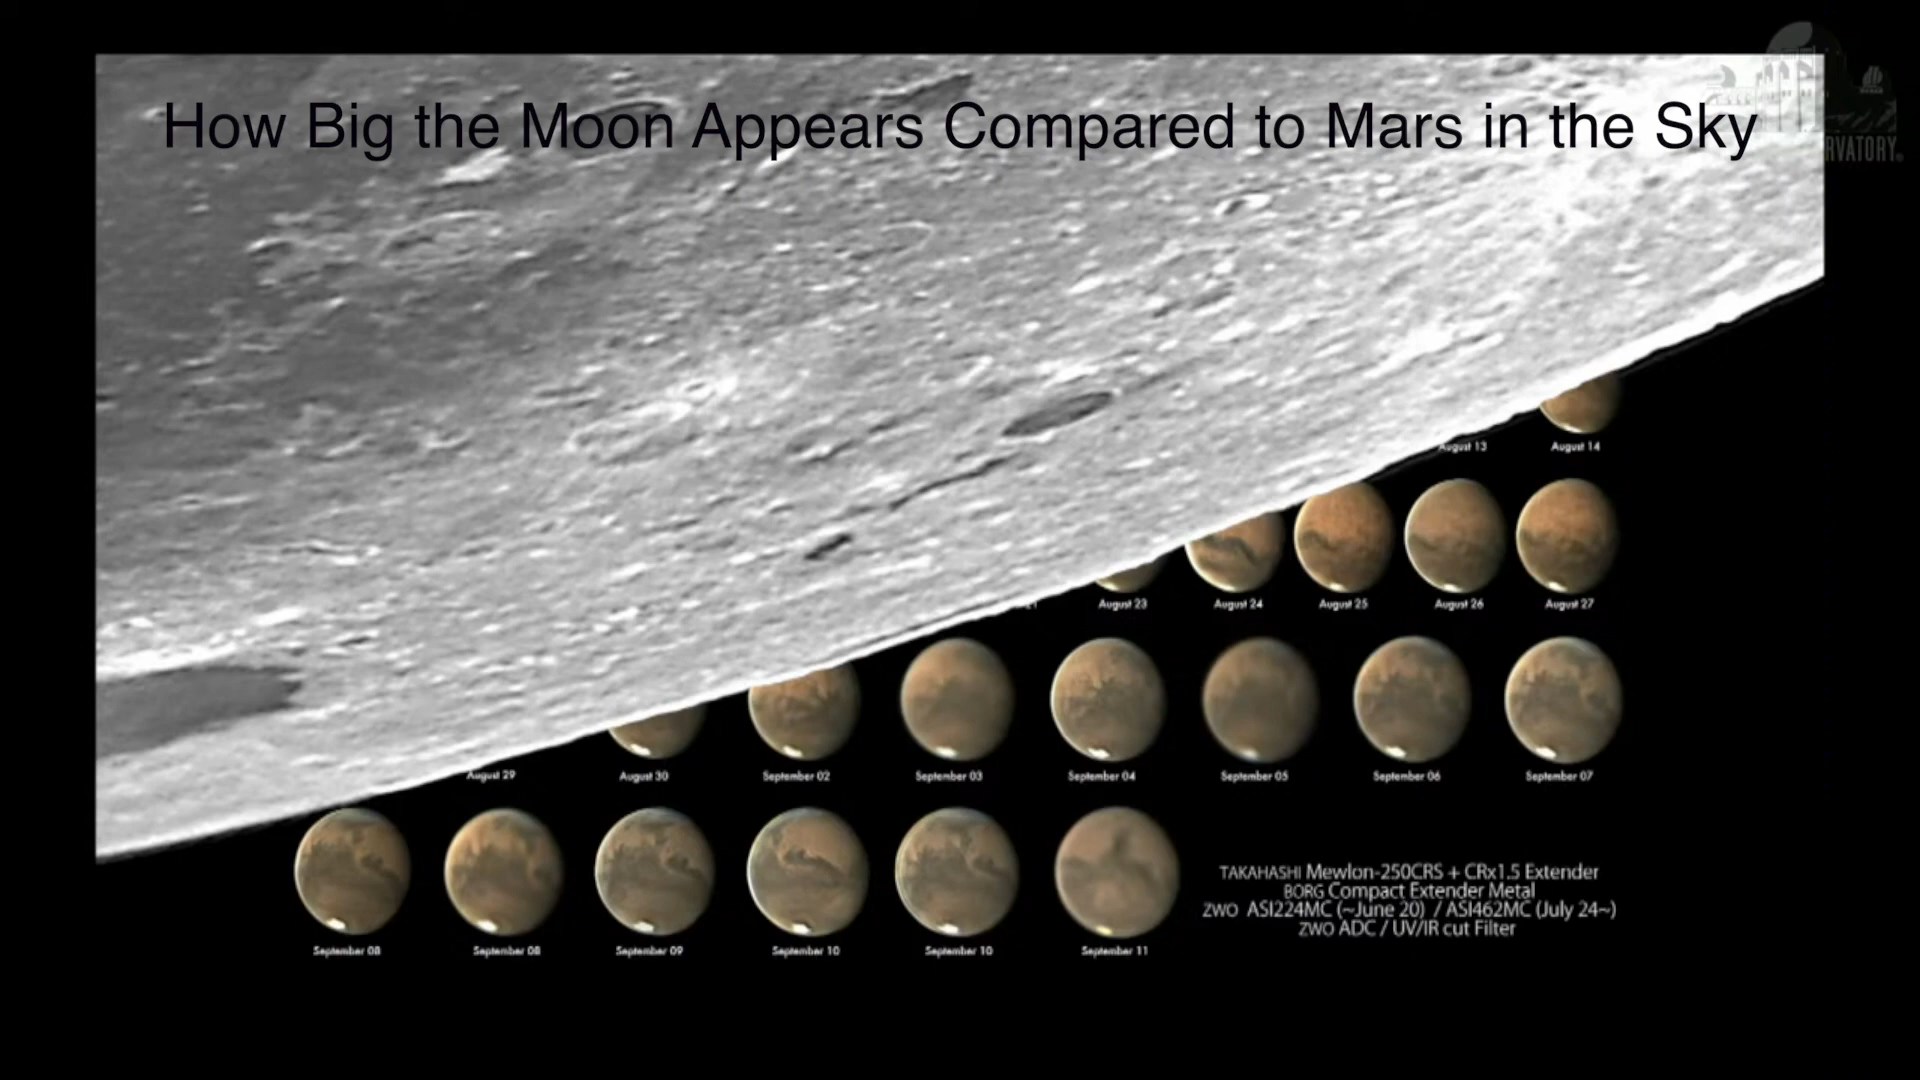 How Big the Moon Appears Compared to Mars in the Sky
RVATORY
August 13
August 14
August 23
August 24
August 25
August 26
August 27
August 29
August 30
September 02
September 03
September 04
September 05
September 06
September 07
September 08
September 08
September 09
September 10
September 10
September 11
TAKAHASHI Mewlon-250CRS + CRx1.5 Extender
BORG Compact Extender Metal
ZWO ASI224MC (~June 20) / ASI462MC (July 24~)
ZWO ADC / UV/IR cut Filter